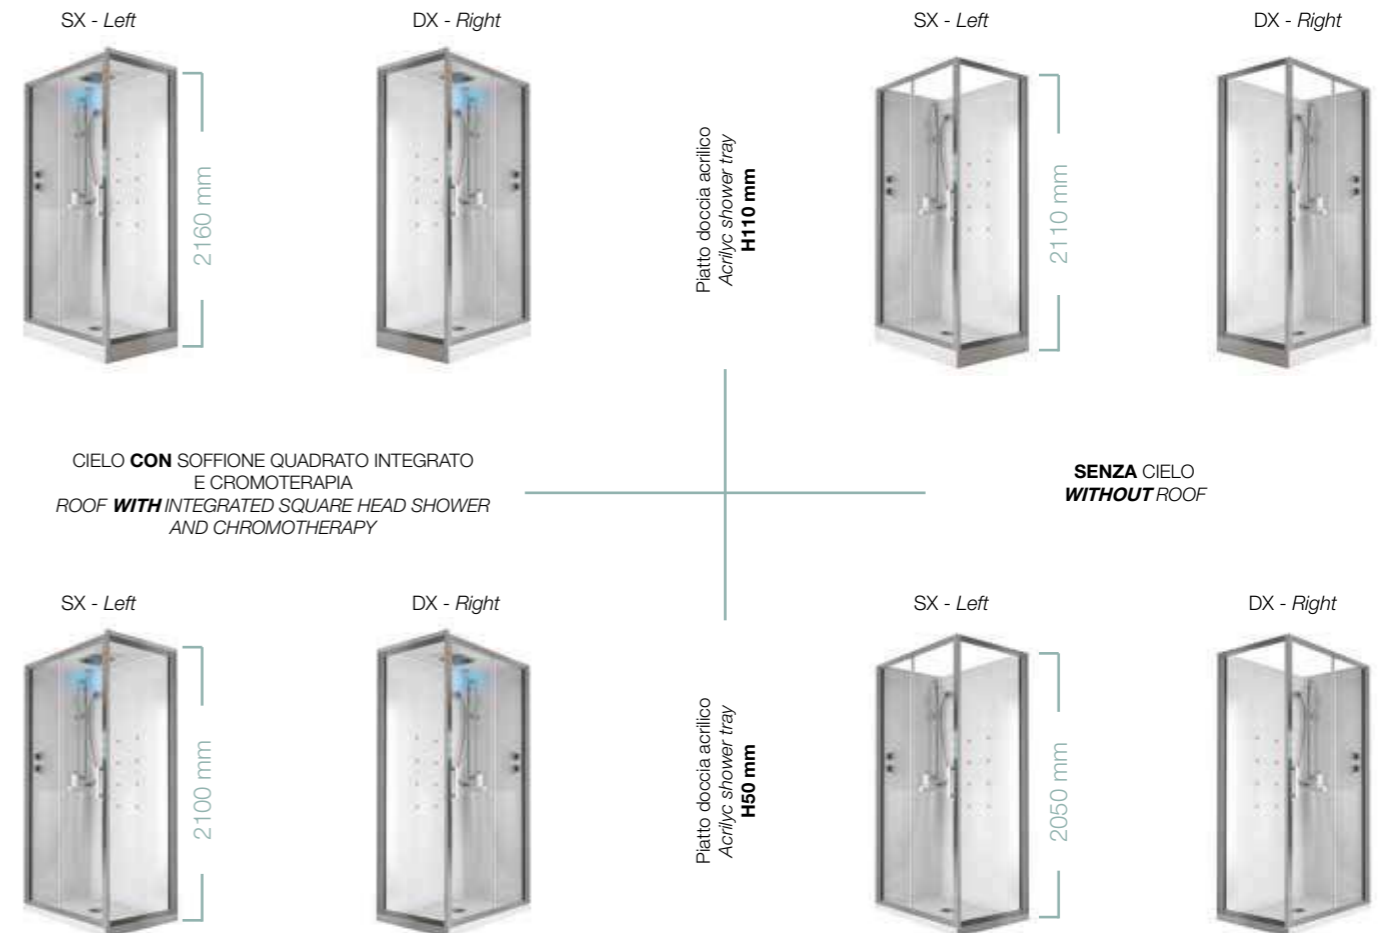 SX - Left
DX - Right
SX - Left
DX - Right
2160 mm
Piatto doccia acrilico
Acrilyc shower tray
H110 mm
2110 mm
CIELO CON SOFFIONE QUADRATO INTEGRATO
E CROMOTERAPIA
ROOF WITH INTEGRATED SQUARE HEAD SHOWER
AND CHROMOTHERAPY
SENZA CIELO
WITHOUT ROOF
SX - Left
DX - Right
SX - Left
DX - Right
2100 mm
Piatto doccia acrilico
Acrilyc shower tray
H50 mm
2050 mm